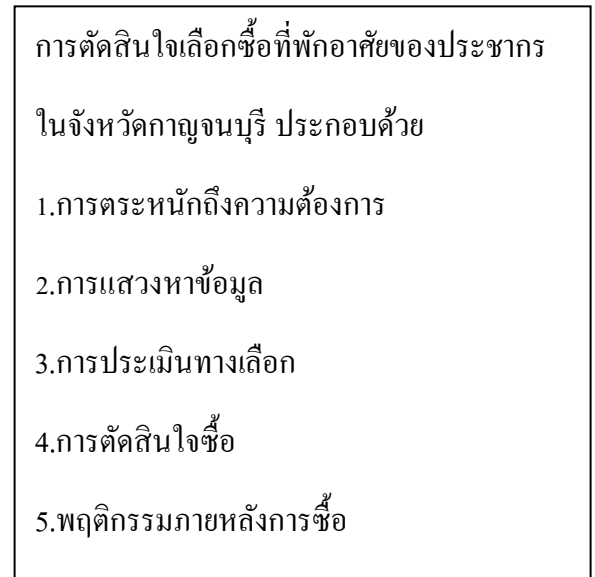 การตัดสินใจเลือกซื้อที่พักอาศัยของประชากร
ในจังหวัดกาญจนบุรี ประกอบด้วย
1.การตระหนักถึงความต้องการ
2.การแสวงหาข้อมูล
3.การประเมินทางเลือก
4.การตัดสินใจซื้อ
5.พฤติกรรมภายหลังการซื้อ